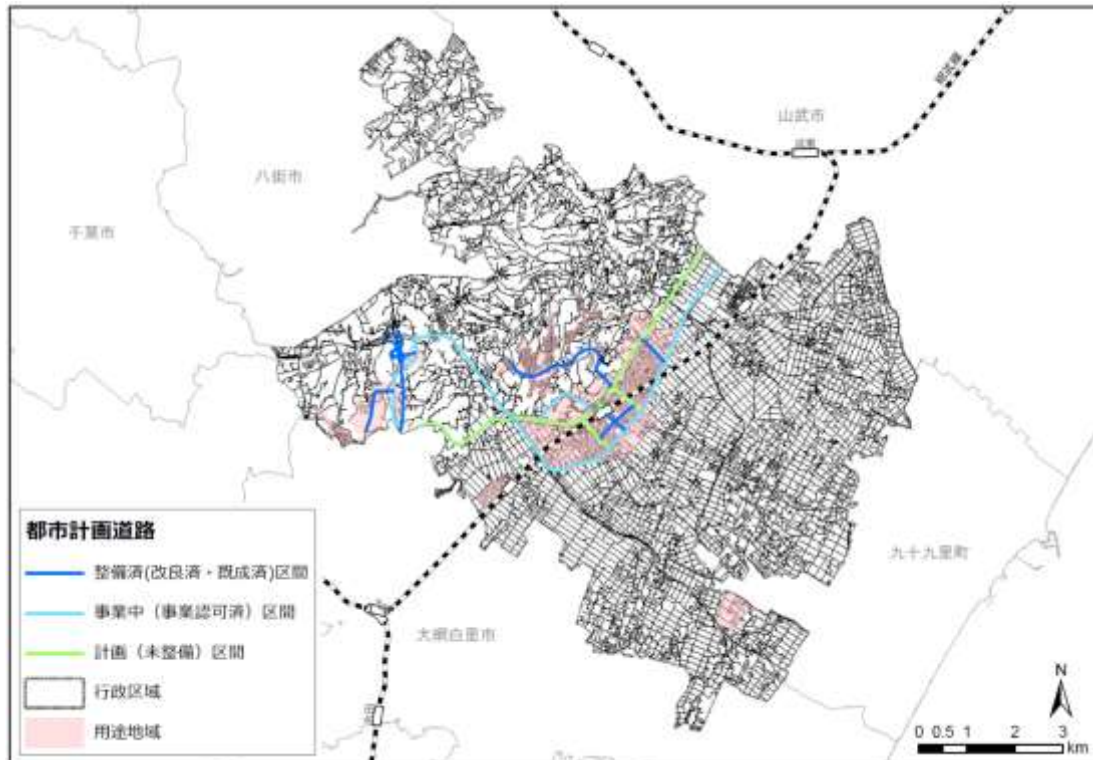 山武市
成東
八街市
千葉市
九十九里町
大網白里市
都市計画道路
整備済(改良済・既成済)区間
事業中（事業認可済）区間
計画（未整備）区間
行政区域
用途地域
N
0 0.5 1 2 3
km